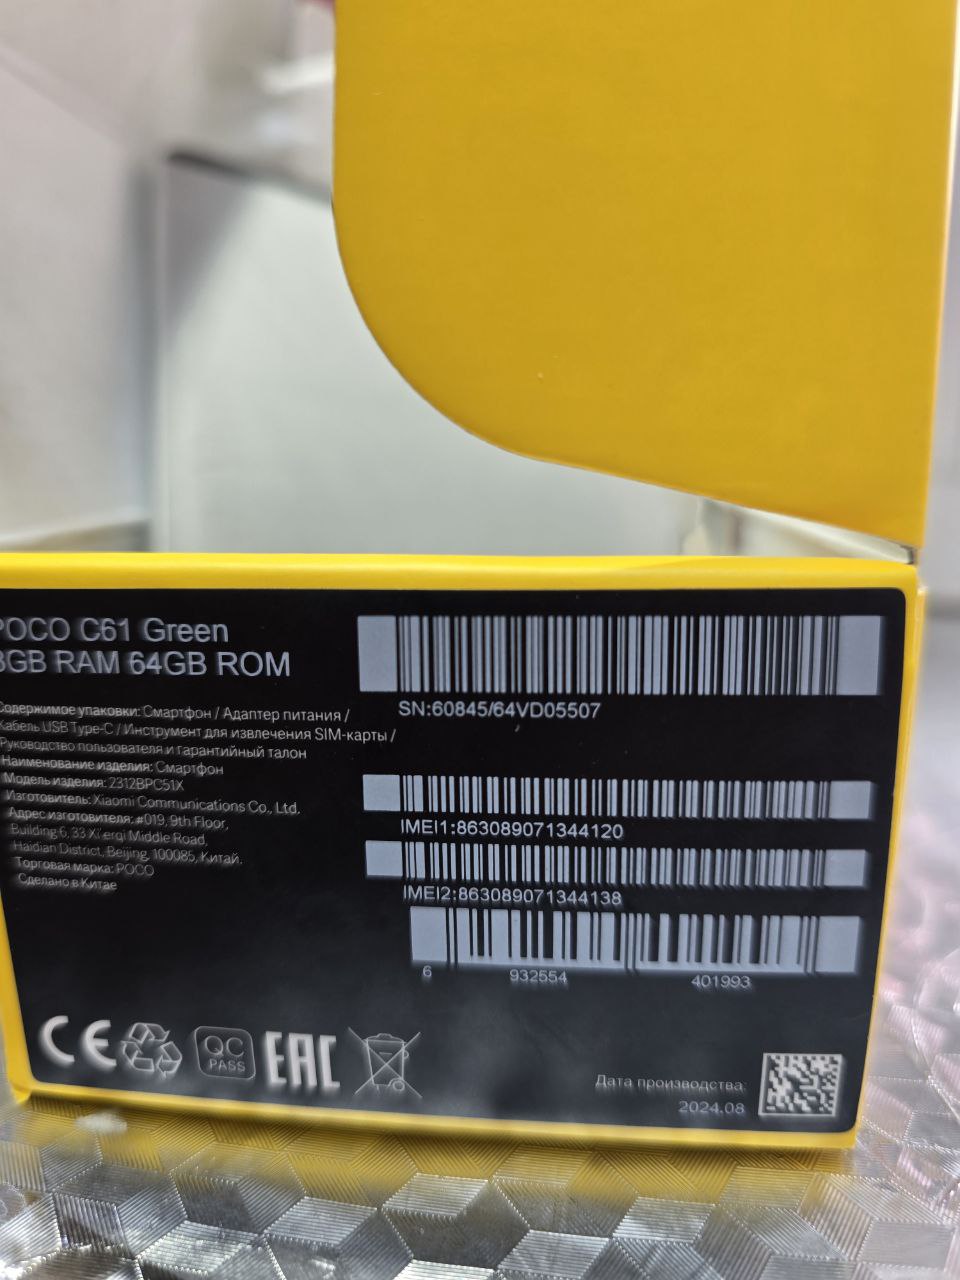 POCO C61 Green
3GB RAM 64GB ROM
Содержимое упаковки: Смартфон / Адаптер питания /
Кабель USB Type-C / Инструмент для извлечения SIM-карты /
Руководство пользователя и гарантийный талон
Наименование изделия: Смартфон
Модель изделия: 2312BPC51X
Изготовитель: Xiaomi Communications Co., Ltd.
Адрес изготовителя: #019, 9th Floor,
Building 6, 33 Xi'erqi Middle Road,
Haidian District, Beijing, 100085, Китай.
Торговая марка: POCO
Сделано в Китае
SN:60845/64VD05507
IMEI1:863089071344120
IMEI2:863089071344138
6 932554 401993
CE
QC
PASS
EAC
Дата производства:
2024.08